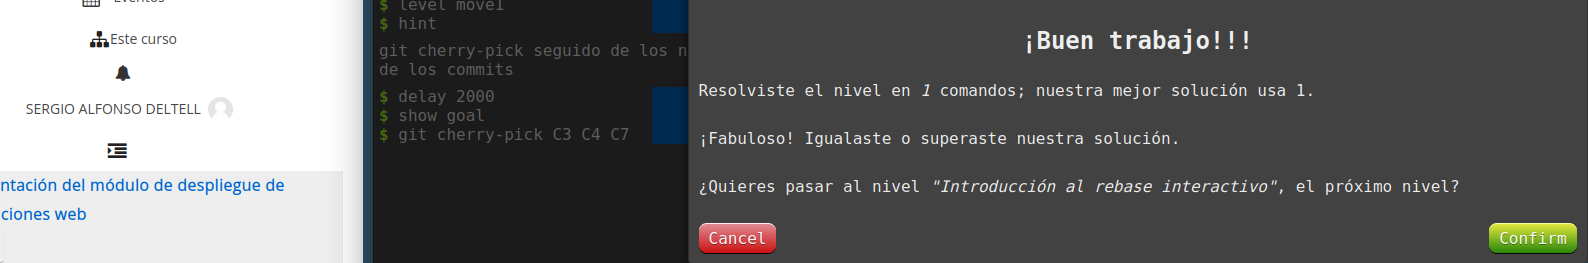 Eventos
Este curso
SERGIO ALFONSO DELTELL
ntación del módulo de despliegue de
ciones web
$ level move1
$ hint
git cherry-pick seguido de los n
de los commits
$ delay 2000
$ show goal
$ git cherry-pick C3 C4 C7
¡Buen trabajo!!!
Resolviste el nivel en 1 comandos; nuestra mejor solución usa 1.
¡Fabuloso! Igualaste o superaste nuestra solución.
¿Quieres pasar al nivel "Introducción al rebase interactivo", el próximo nivel?
Cancel
Confirm